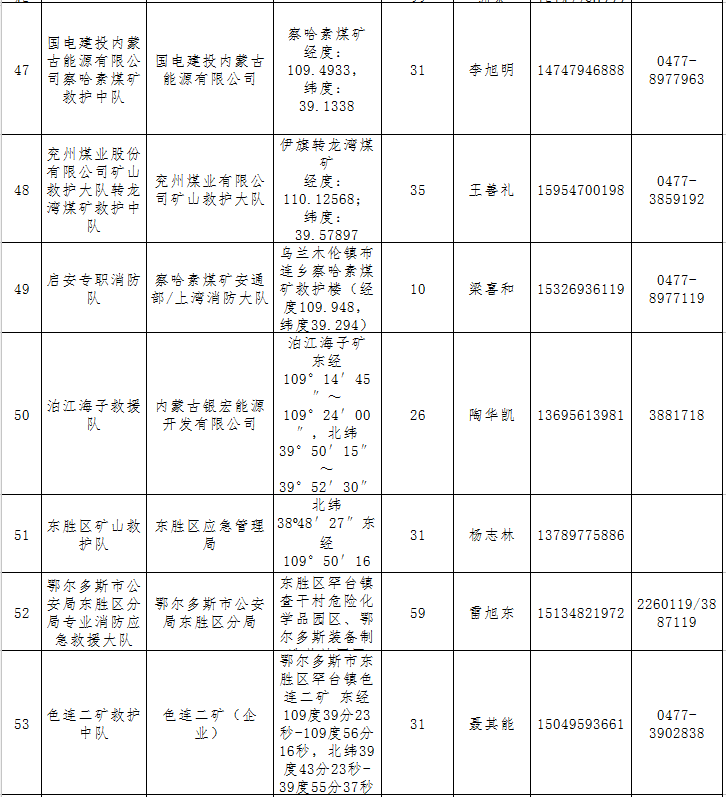 47
国电建投内蒙
古能源有限公
司察哈素煤矿
救护中队
国电建投内蒙古
能源有限公司
察哈素煤矿
经度：
109.4933，
纬度：
39.1338
31
李旭明
14747946888
0477-
8977963
48
兖州煤业股份
有限公司矿山
救护大队转龙
湾煤矿救护中
队
兖州煤业有限公
司矿山救护大队
伊旗转龙湾煤
矿
经度：
110.12568；
纬度：
39.57897
35
王善礼
15954700198
0477-
3859192
49
启安专职消防
队
察哈素煤矿安通
部/上湾消防大队
乌兰木伦镇布
连乡察哈素煤
矿救护楼（经
度109.948，
纬度39.294）
10
梁喜和
15326936119
0477-
8977119
50
泊江海子救援
队
内蒙古银宏能源
开发有限公司
泊江海子矿
东经
109° 14′ 45
″～
109° 24′ 00
″，北纬
39° 50′ 15″
～
39° 52′ 30″
26
陶华凯
13695613981
3881718
51
东胜区矿山救
护队
东胜区应急管理
局
北纬
38°48′ 27″东
经
109° 50′ 16
31
杨志林
13789775886
52
鄂尔多斯市公
安局东胜区分
局专业消防应
急救援大队
鄂尔多斯市公安
局东胜区分局
东胜区罕台镇
查干村危险化
学品园区、鄂
尔多斯装备制
59
雷旭东
15134821972
2260119/38
87119
53
色连二矿救护
中队
色连二矿（企
业）
鄂尔多斯市东
胜区罕台镇色
连二矿 东经
109度39分23
秒-109度56分
16秒，北纬39
度43分23秒-
39度55分37秒
31
聂其能
15049593661
0477-
3902838